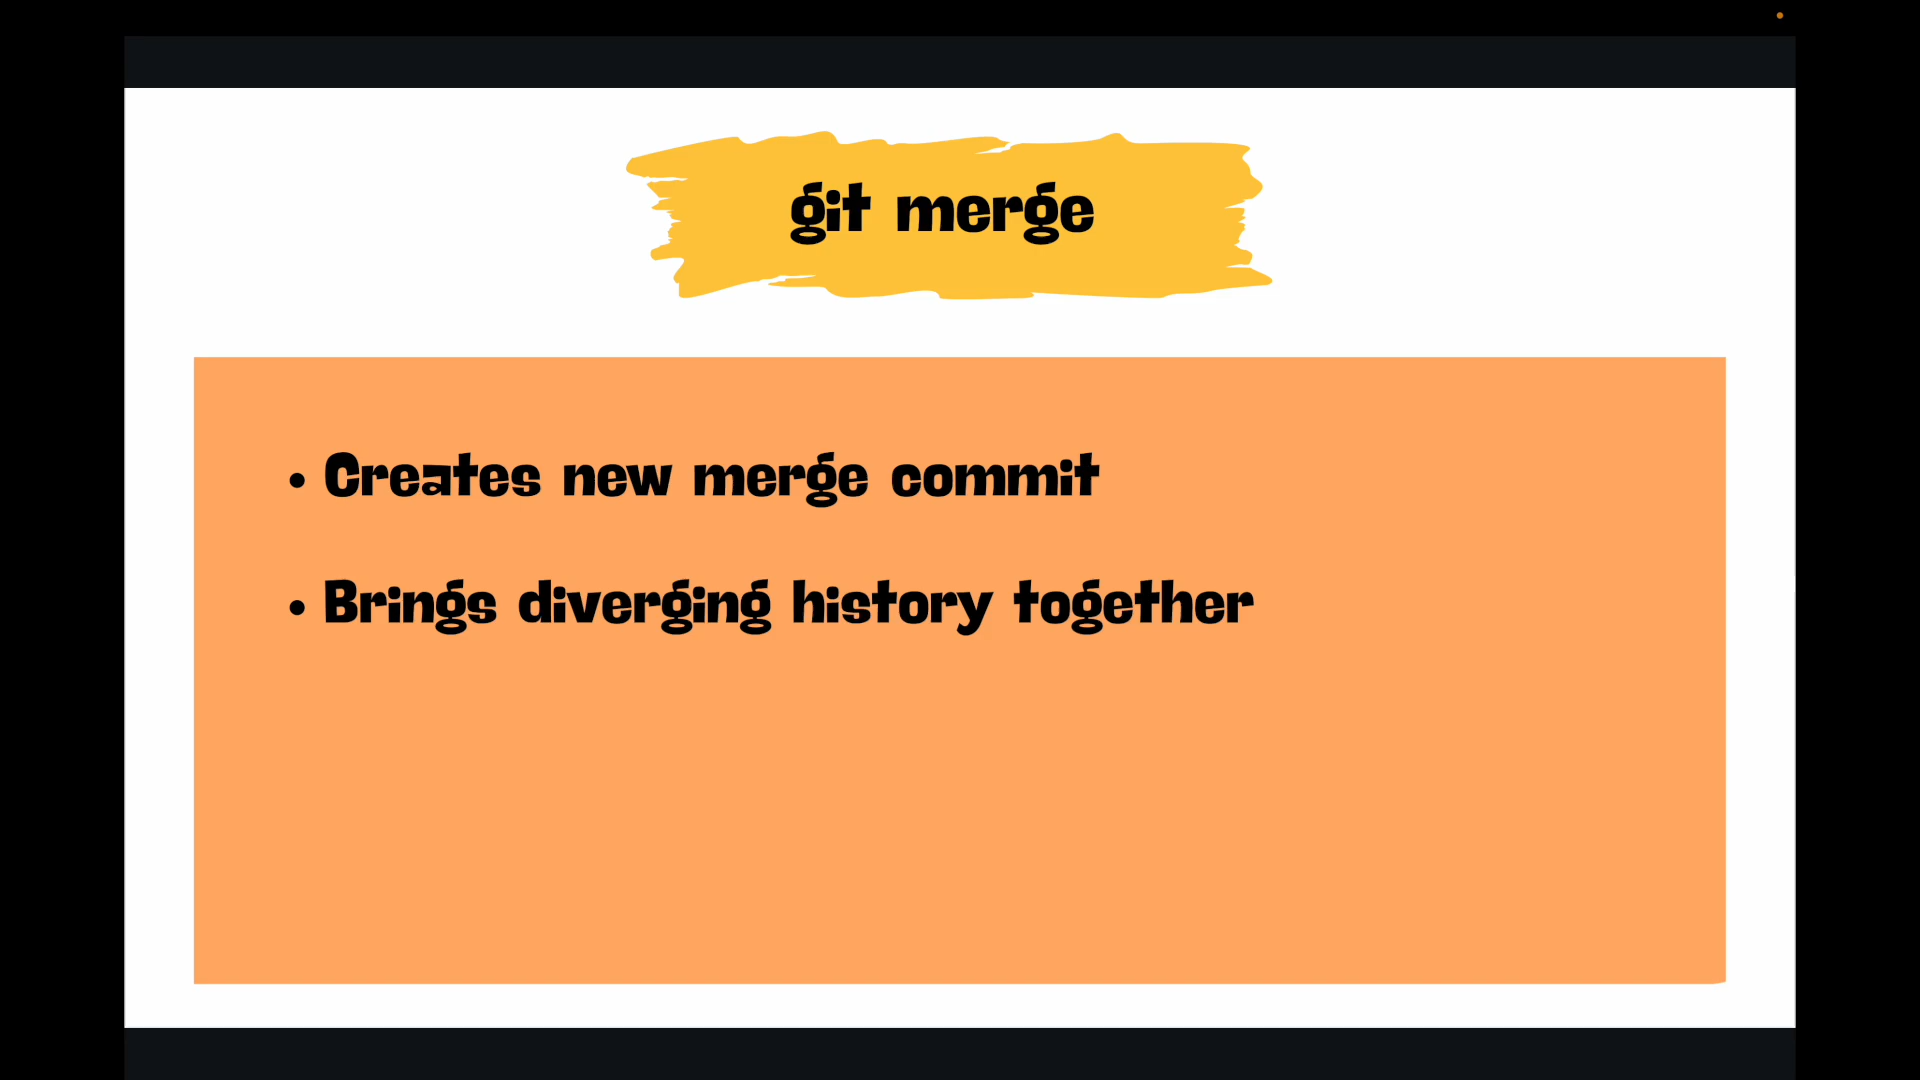 git merge
• Creates new merge commit
• Brings diverging history together